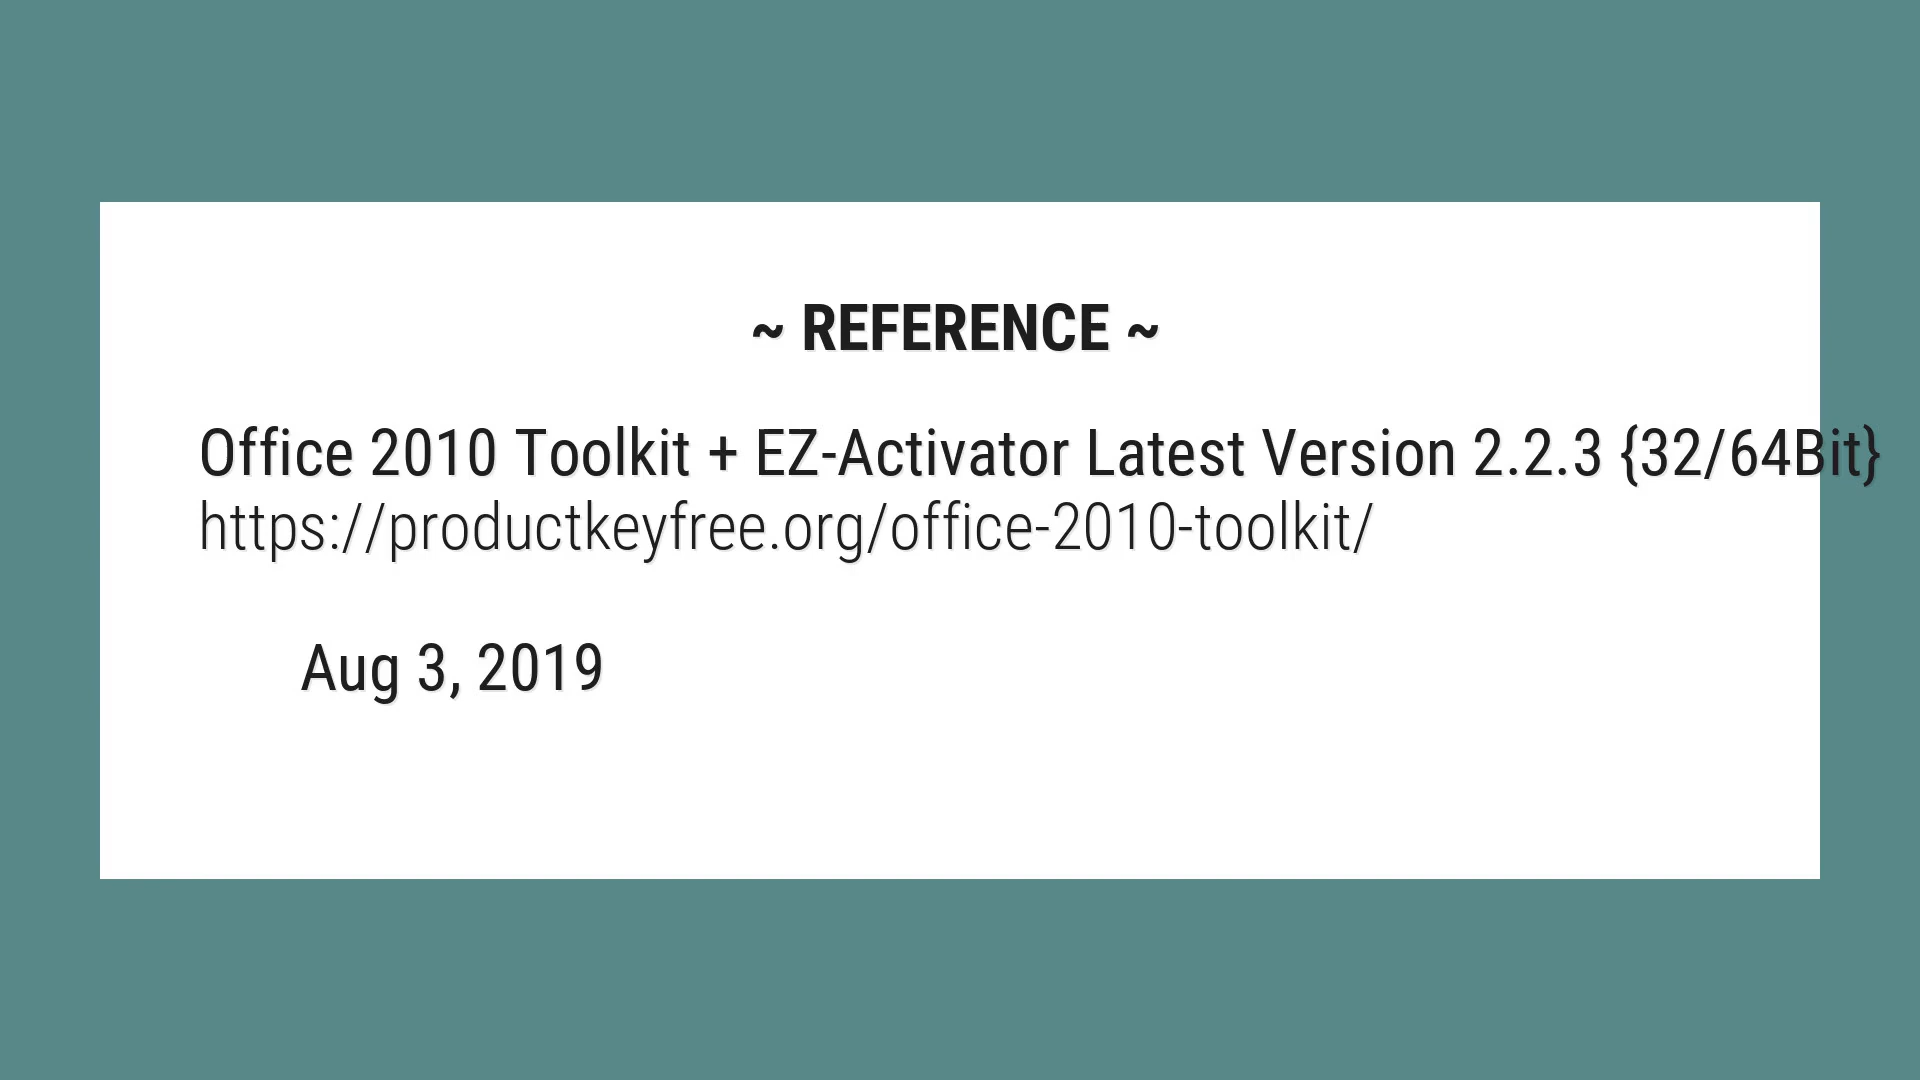 ~ REFERENCE ~
Office 2010 Toolkit + EZ-Activator Latest Version 2.2.3 {32/64Bit}
https://productkeyfree.org/office-2010-toolkit/
Aug 3, 2019